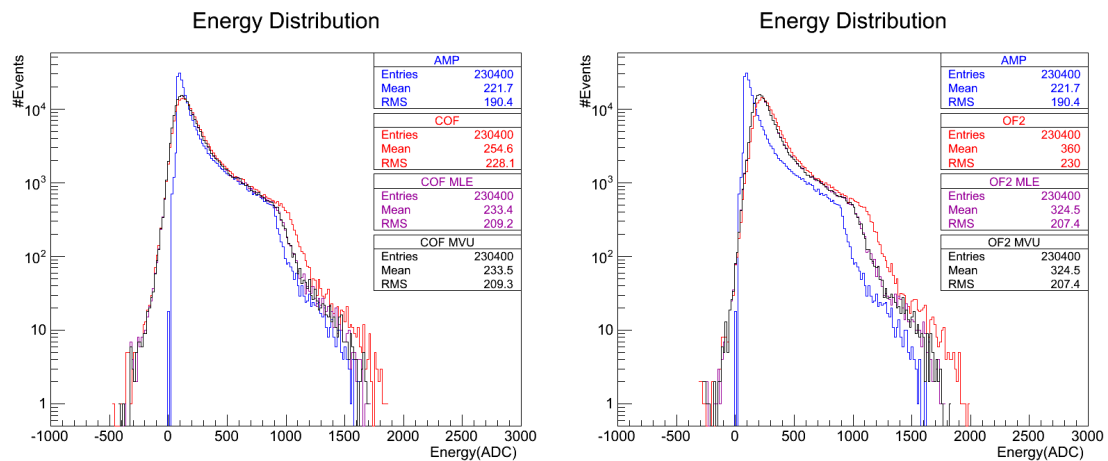 Energy Distribution
#Events
10^4
10^3
10^2
10
1
-1000
-500
0
500
1000
1500
2000
2500
3000
Energy(ADC)
AMP
Entries 230400
Mean 221.7
RMS 190.4
COF
Entries 230400
Mean 254.6
RMS 228.1
COF MLE
Entries 230400
Mean 233.4
RMS 209.2
COF MVU
Entries 230400
Mean 233.5
RMS 209.3
Energy Distribution
#Events
10^4
10^3
10^2
10
1
-1000
-500
0
500
1000
1500
2000
2500
3000
Energy(ADC)
AMP
Entries 230400
Mean 221.7
RMS 190.4
OF2
Entries 230400
Mean 360
RMS 230
OF2 MLE
Entries 230400
Mean 324.5
RMS 207.4
OF2 MVU
Entries 230400
Mean 324.5
RMS 207.4